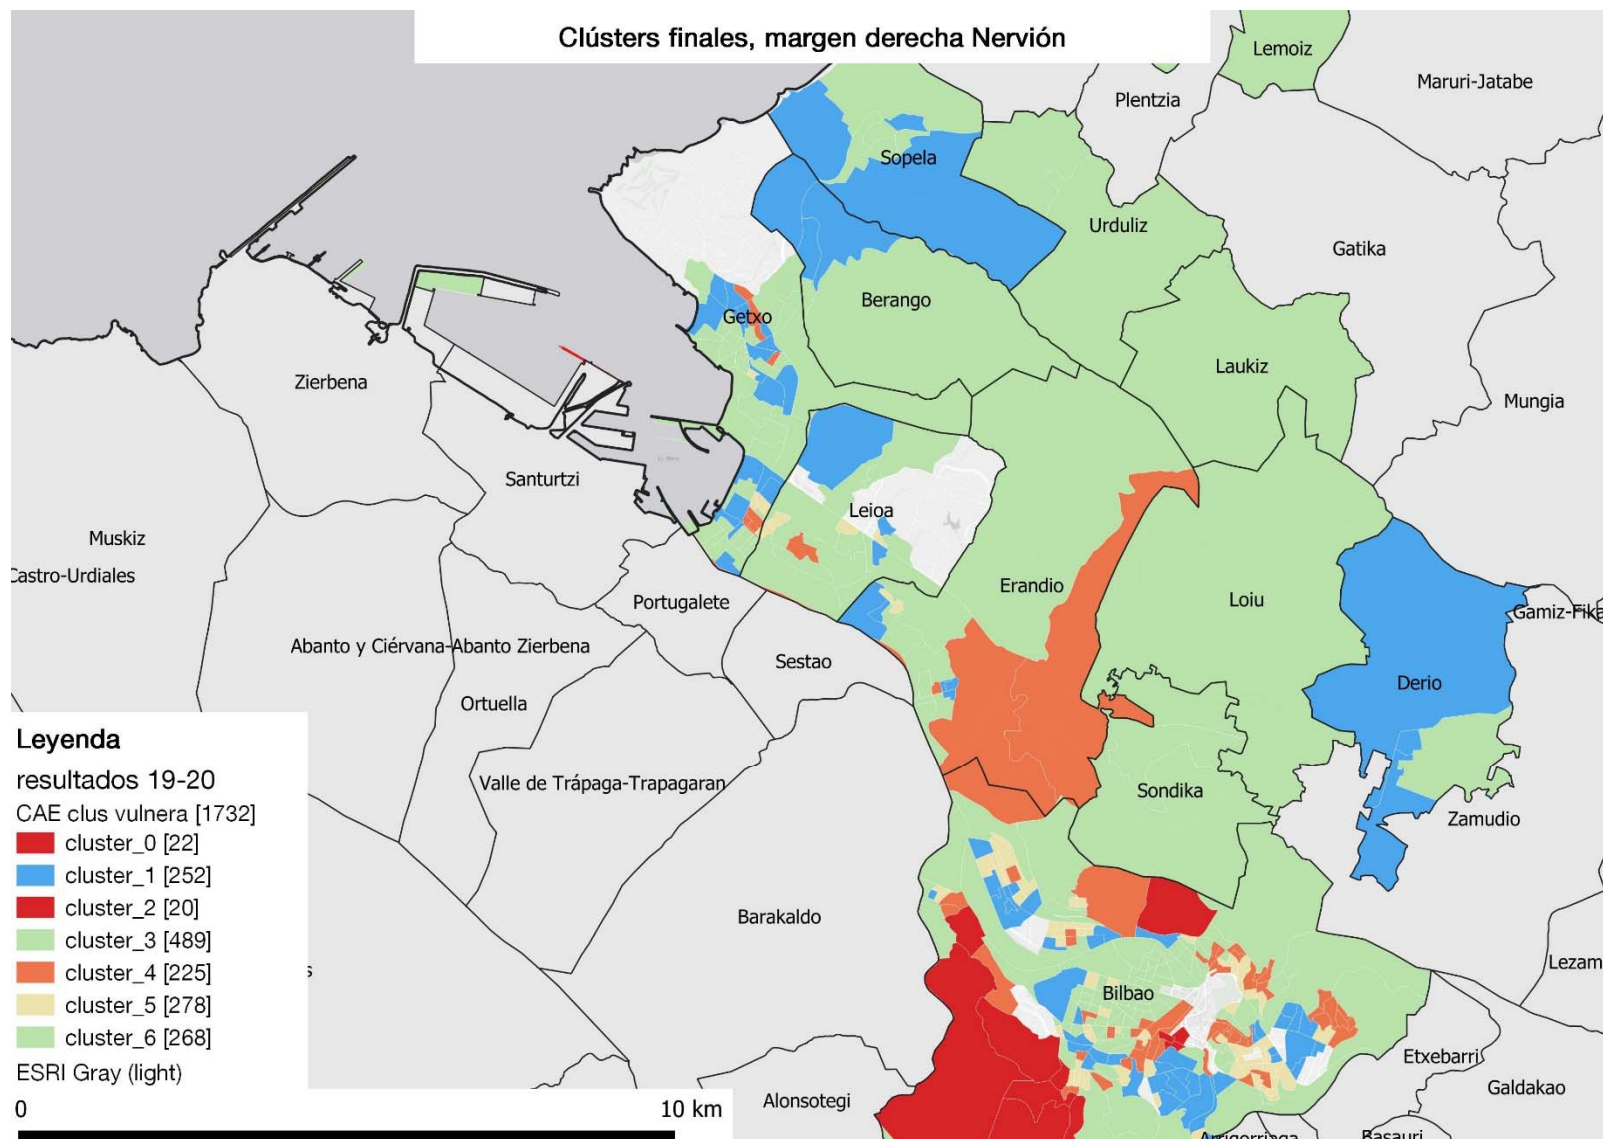 Clústers finales, margen derecha Nervión
Lemoiz
Maruri-Jatabe
Plentzia
Sopela
Urduliz
Gatika
Berango
Getxo
Laukiz
Zierbena
Mungia
Santurtzi
Leioa
Muskiz
Castro-Urdiales
Erandio
Loiu
Portugalete
Gamiz-Fika
Abanto y Ciérvana-Abanto Zierbena
Sestao
Derio
Ortuella
Valle de Trápaga-Trapagaran
Sondika
Zamudio
Barakaldo
Lezam
s
Bilbao
Etxebarri
Galdakao
Alonsotegi
Arrigorriaga
Basauri
Leyenda
resultados 19-20
CAE clus vulnera [1732]
cluster_0 [22]
cluster_1 [252]
cluster_2 [20]
cluster_3 [489]
cluster_4 [225]
cluster_5 [278]
cluster_6 [268]
ESRI Gray (light)
0 10 km